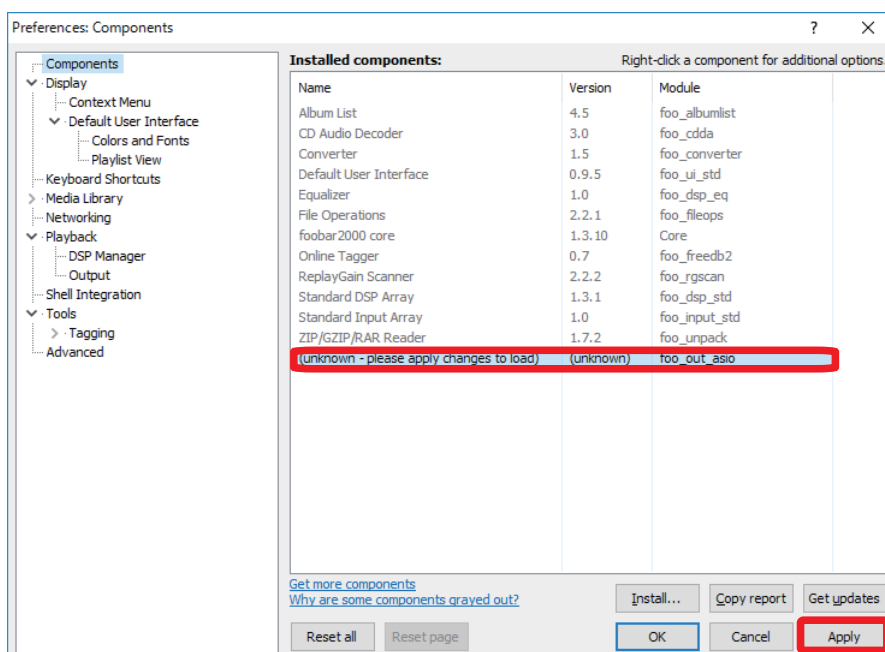 Preferences: Components
?
Components
Display
Context Menu
Default User Interface
Colors and Fonts
Playlist View
Keyboard Shortcuts
Media Library
Networking
Playback
DSP Manager
Output
Shell Integration
Tools
Tagging
Advanced
Installed components: Right-click a component for additional options.
Name Version Module
Album List 4.5 foo_albumlist
CD Audio Decoder 3.0 foo_cdda
Converter 1.5 foo_converter
Default User Interface 0.9.5 foo_ui_std
Equalizer 1.0 foo_dsp_eq
File Operations 2.2.1 foo_fileops
foobar2000 core 1.3.10 Core
Online Tagger 0.7 foo_freedb2
ReplayGain Scanner 2.2.2 foo_rgscan
Standard DSP Array 1.3.1 foo_dsp_std
Standard Input Array 1.0 foo_input_std
ZIP/GZIP/RAR Reader 1.7.2 foo_unpack
(unknown - please apply changes to load) (unknown) foo_out_asio
Get more components
Why are some components grayed out?
Install... Copy report Get updates
Reset all Reset page OK Cancel Apply